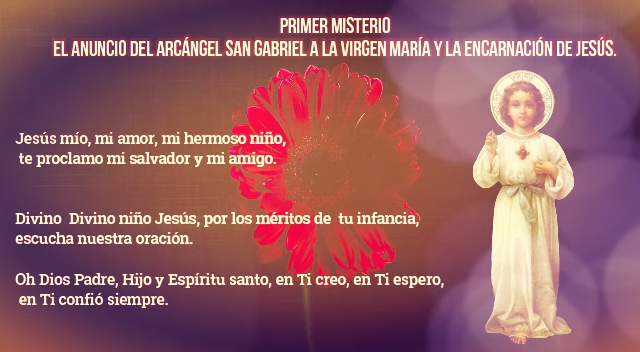 PRIMER MISTERIO
EL ANUNCIO DEL ARCÁNGEL SAN GABRIEL A LA VIRGEN MARÍA Y LA ENCARNACIÓN DE JESÚS.
Jesús mío, mi amor, mi hermoso niño,
te proclamo mi salvador y mi amigo.
Divino Divino niño Jesús, por los méritos de tu infancia,
escucha nuestra oración.
Oh Dios Padre, Hijo y Espíritu santo, en Ti creo, en Ti espero,
en Ti confió siempre.